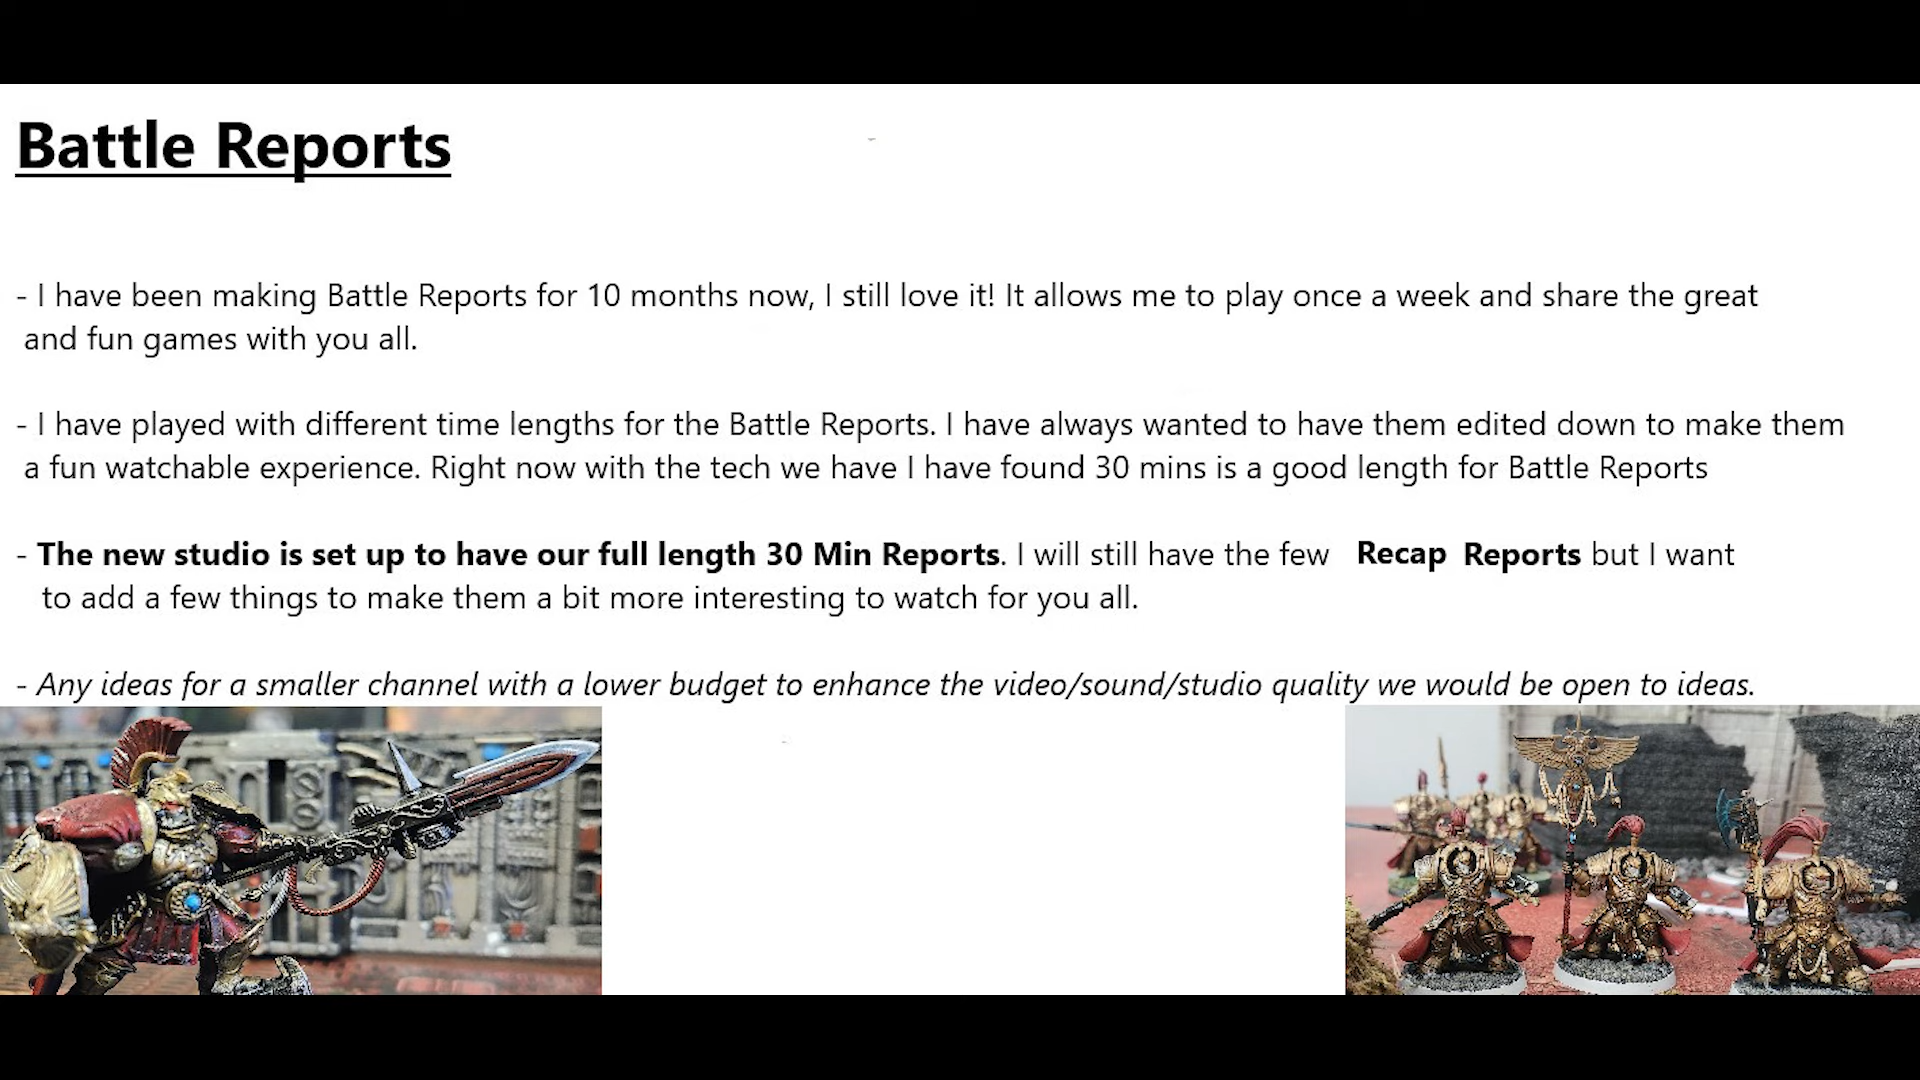 Battle Reports
- I have been making Battle Reports for 10 months now, I still love it! It allows me to play once a week and share the great
and fun games with you all.
- I have played with different time lengths for the Battle Reports. I have always wanted to have them edited down to make them
a fun watchable experience. Right now with the tech we have I have found 30 mins is a good length for Battle Reports
- The new studio is set up to have our full length 30 Min Reports. I will still have the few Recap Reports but I want
to add a few things to make them a bit more interesting to watch for you all.
- Any ideas for a smaller channel with a lower budget to enhance the video/sound/studio quality we would be open to ideas.